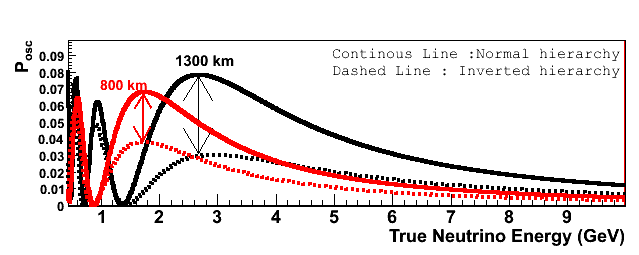 1300 km
Continous Line :Normal hierarchy
Dashed Line : Inverted hierarchy
800 km
P osc
0.09
0.08
0.07
0.06
0.05
0.04
0.03
0.02
0.01
0
1 2 3 4 5 6 7 8 9
True Neutrino Energy (GeV)